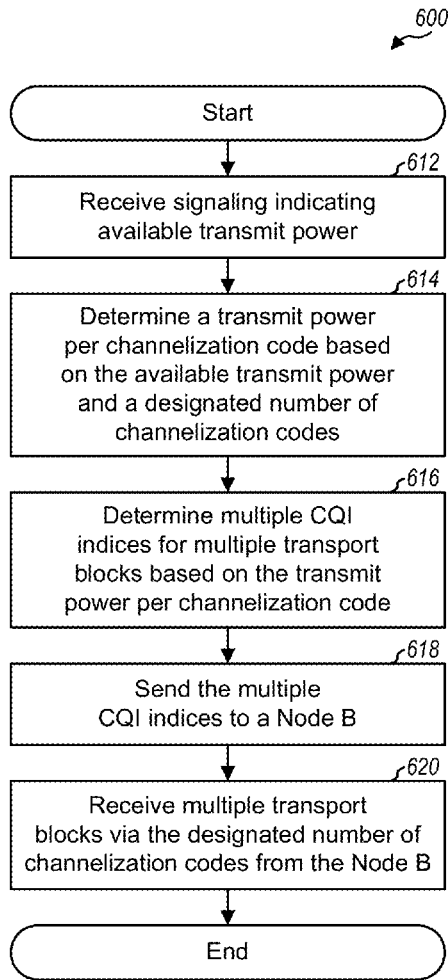 600
Start
612
Receive signaling indicating
available transmit power
614
Determine a transmit power
per channelization code based
on the available transmit power
and a designated number of
channelization codes
616
Determine multiple CQI
indices for multiple transport
blocks based on the transmit
power per channelization code
618
Send the multiple
CQI indices to a Node B
620
Receive multiple transport
blocks via the designated number of
channelization codes from the Node B
End